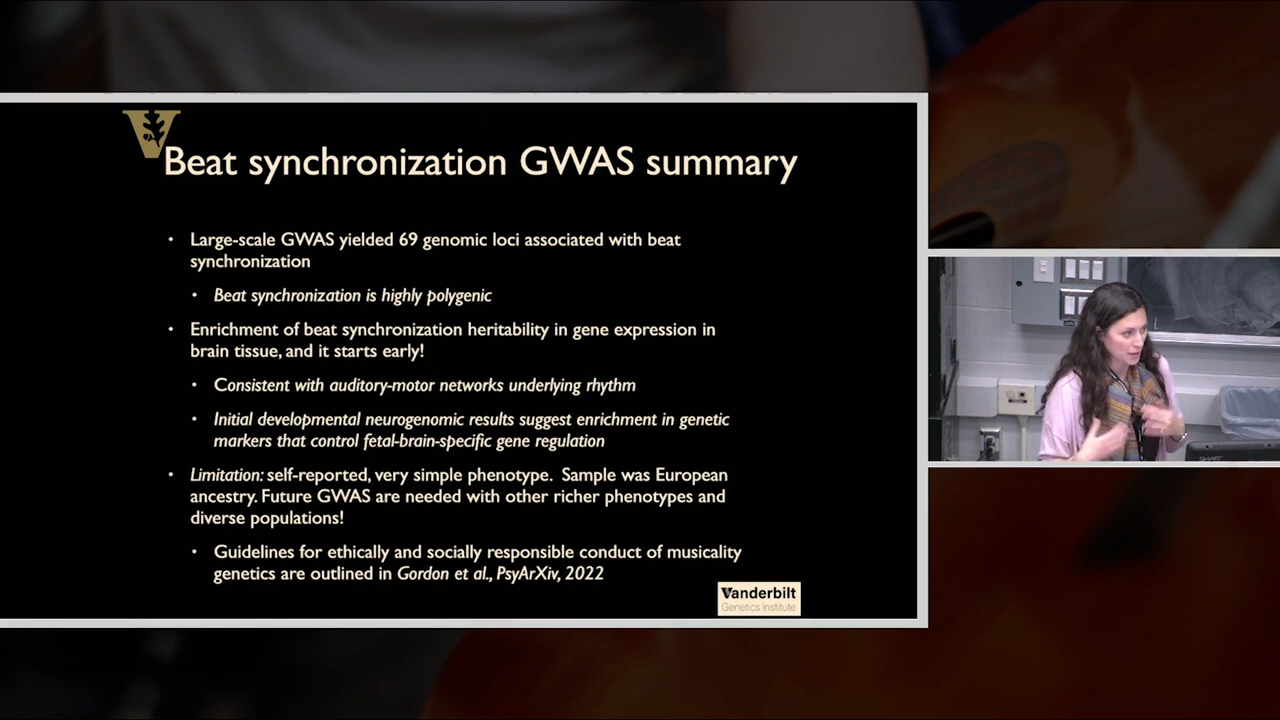 Beat synchronization GWAS summary
• Large-scale GWAS yielded 69 genomic loci associated with beat
synchronization
• Beat synchronization is highly polygenic
• Enrichment of beat synchronization heritability in gene expression in
brain tissue, and it starts early!
• Consistent with auditory-motor networks underlying rhythm
• Initial developmental neurogenomic results suggest enrichment in genetic
markers that control fetal-brain-specific gene regulation
• Limitation: self-reported, very simple phenotype. Sample was European
ancestry. Future GWAS are needed with other richer phenotypes and
diverse populations!
• Guidelines for ethically and socially responsible conduct of musicality
genetics are outlined in Gordon et al., PsyArXiv, 2022
Vanderbilt
Genetics Institute
SMART